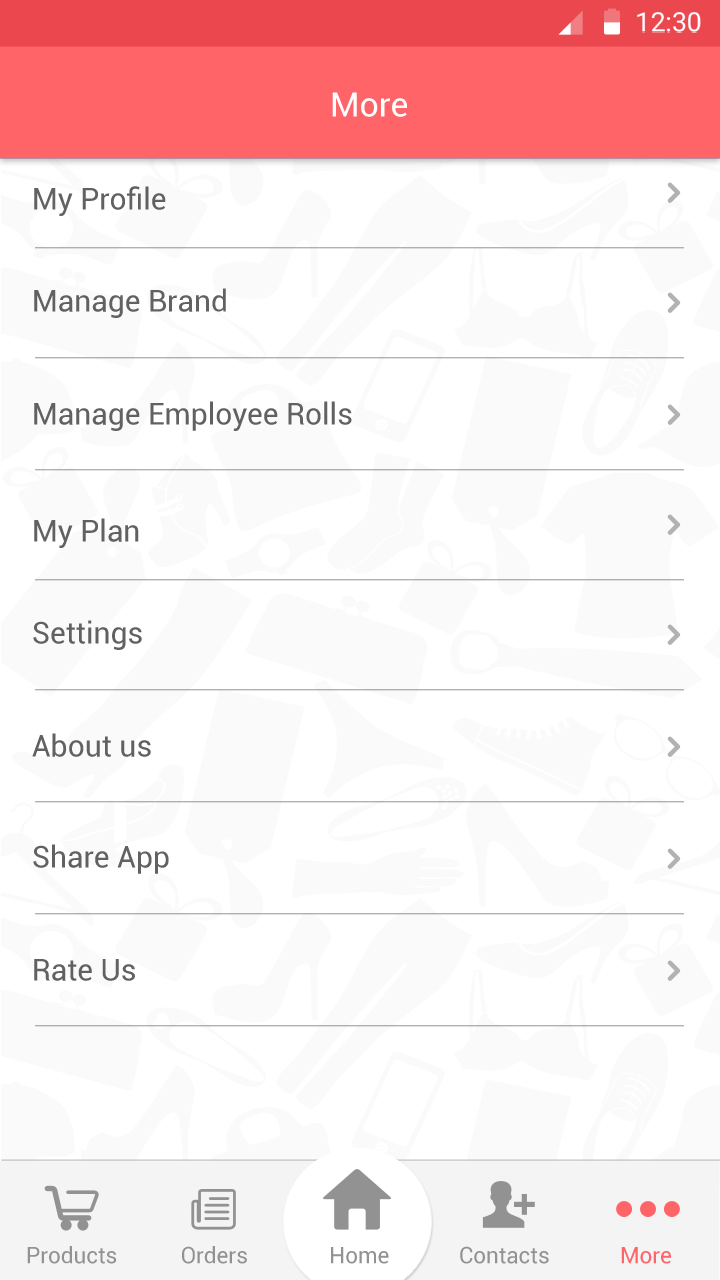 12:30
More
My Profile
Manage Brand
Manage Employee Rolls
My Plan
Settings
About us
Share App
Rate Us
Products
Orders
Home
Contacts
More